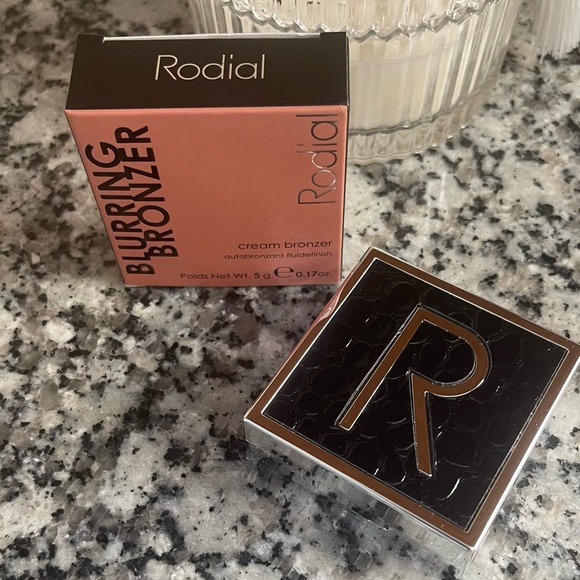 Rodial
BLURRING
BRONZER
Rodial
cream bronzer
autobronzant fluidefinish
Poids Net Wt. 5 g. ℮ 0.17oz.
R